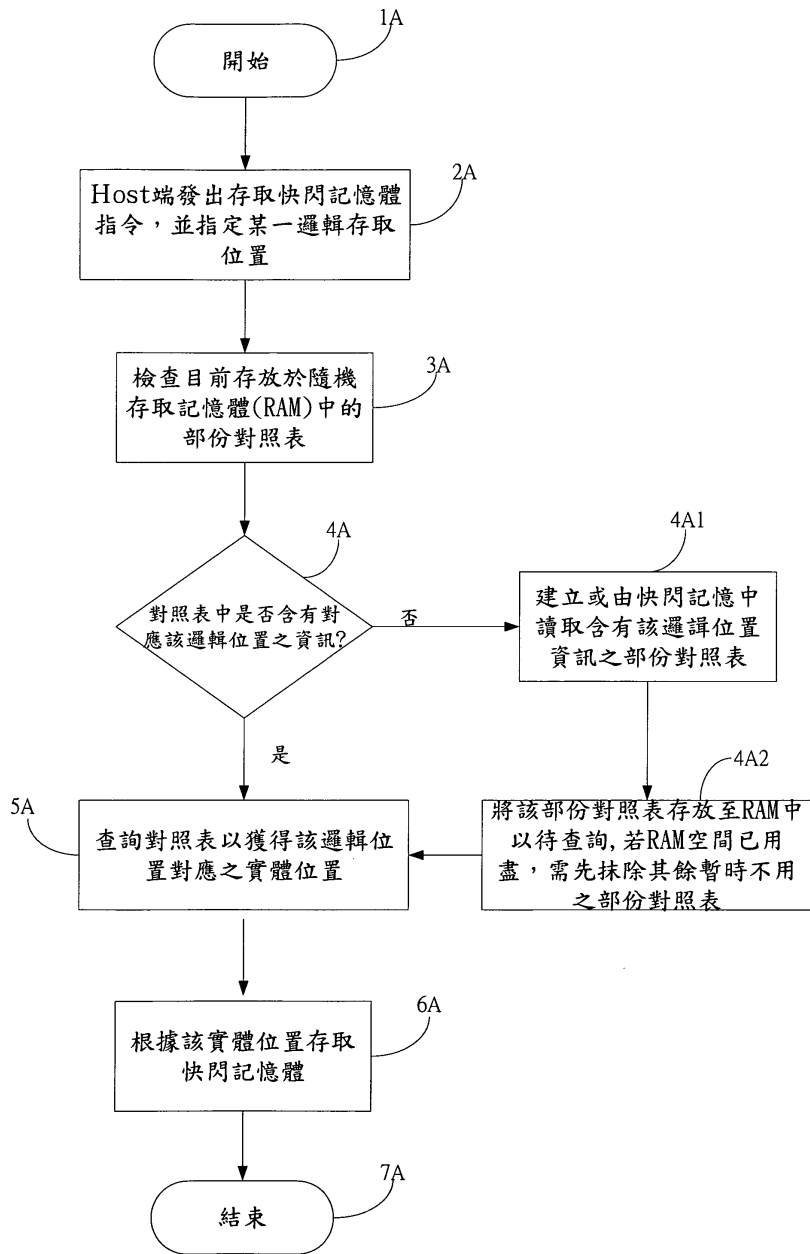 1A
開始
2A
Host端發出存取快閃記憶體
指令，並指定某一邏輯存取
位置
3A
檢查目前存放於隨機
存取記憶體(RAM)中的
部份對照表
4A
對照表中是否含有對
應該邏輯位置之資訊?
否
4A1
建立或由快閃記憶中
讀取含有該邏輯位置
資訊之部份對照表
是
4A2
將該部份對照表存放至RAM中
以待查詢,若RAM空間已用
盡，需先抹除其餘暫時不用
之部份對照表
5A
查詢對照表以獲得該邏輯位
置對應之實體位置
6A
根據該實體位置存取
快閃記憶體
7A
結束